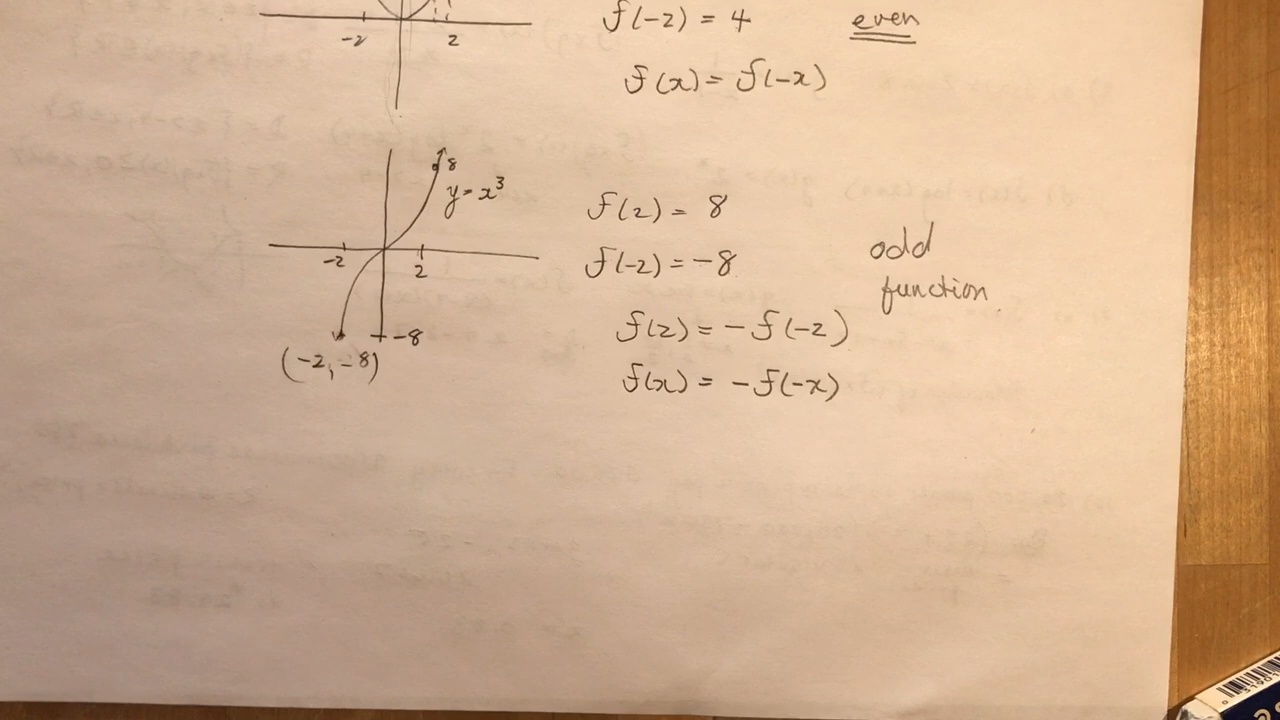 f(-2) = 4
even
-2
2
f(x) = f(-x)
8
y = x³
f(2) = 8
f(-2) = -8
odd
function
-2
2
-8
(-2, -8)
f(2) = -f(-2)
f(x) = -f(-x)